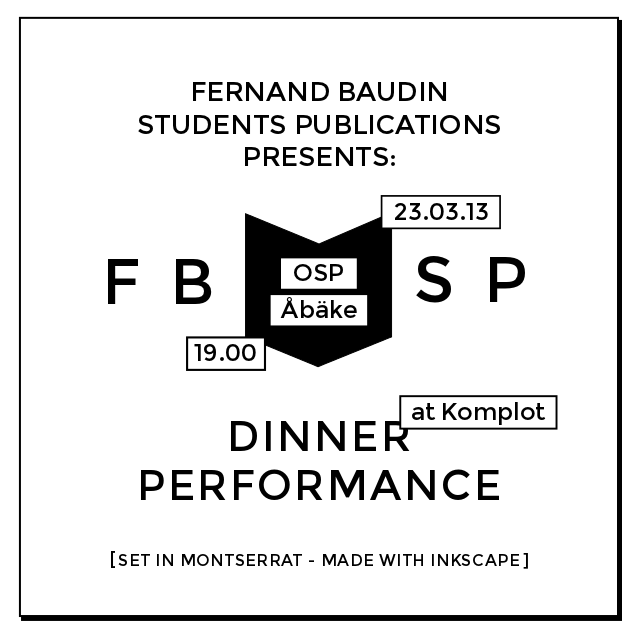 FERNAND BAUDIN
STUDENTS PUBLICATIONS
PRESENTS:
23.03.13
F B S P
OSP
Åbäke
19.00
at Komplot
DINNER
PERFORMANCE
[SET IN MONTSERRAT - MADE WITH INKSCAPE]